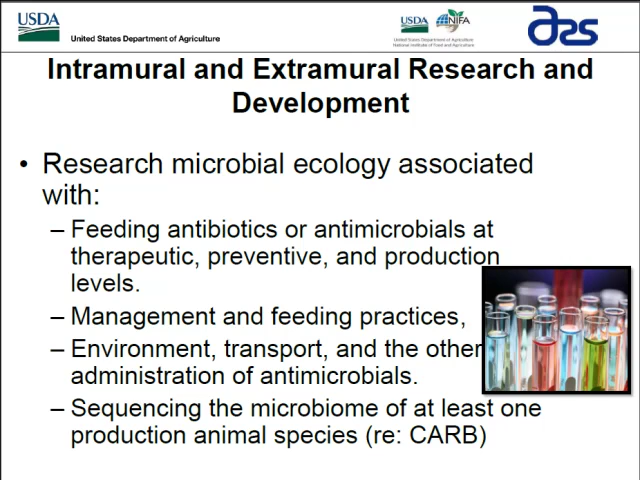 USDA
United States Department of Agriculture
USDA NIFA
United States Department of Agriculture
National Institute of Food and Agriculture
ars
Intramural and Extramural Research and
Development
• Research microbial ecology associated
with:
– Feeding antibiotics or antimicrobials at
therapeutic, preventive, and production
levels.
– Management and feeding practices,
– Environment, transport, and the other
administration of antimicrobials.
– Sequencing the microbiome of at least one
production animal species (re: CARB)